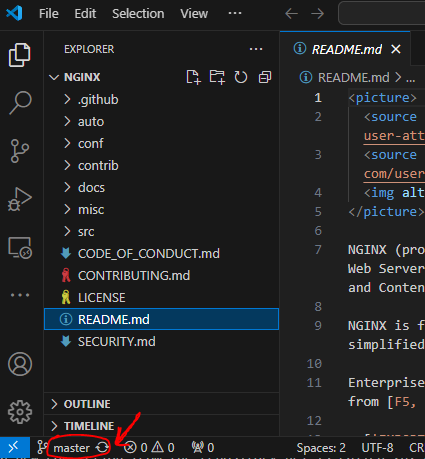 File Edit Selection View ...
EXPLORER ...
README.md
NGINX
README.md > ...
.github
auto
conf
contrib
docs
misc
src
CODE_OF_CONDUCT.md
CONTRIBUTING.md
LICENSE
README.md
SECURITY.md
OUTLINE
TIMELINE
1 <picture>
2 <source
user-att
3 <source
com/user
4 <img alt
5 </picture>
6
7 NGINX (pro
Web Server
and Conten
8
9 NGINX is f
simplified
10
11 Enterprise
from [F5,
12
master 0 0 0 Spaces: 2 UTF-8